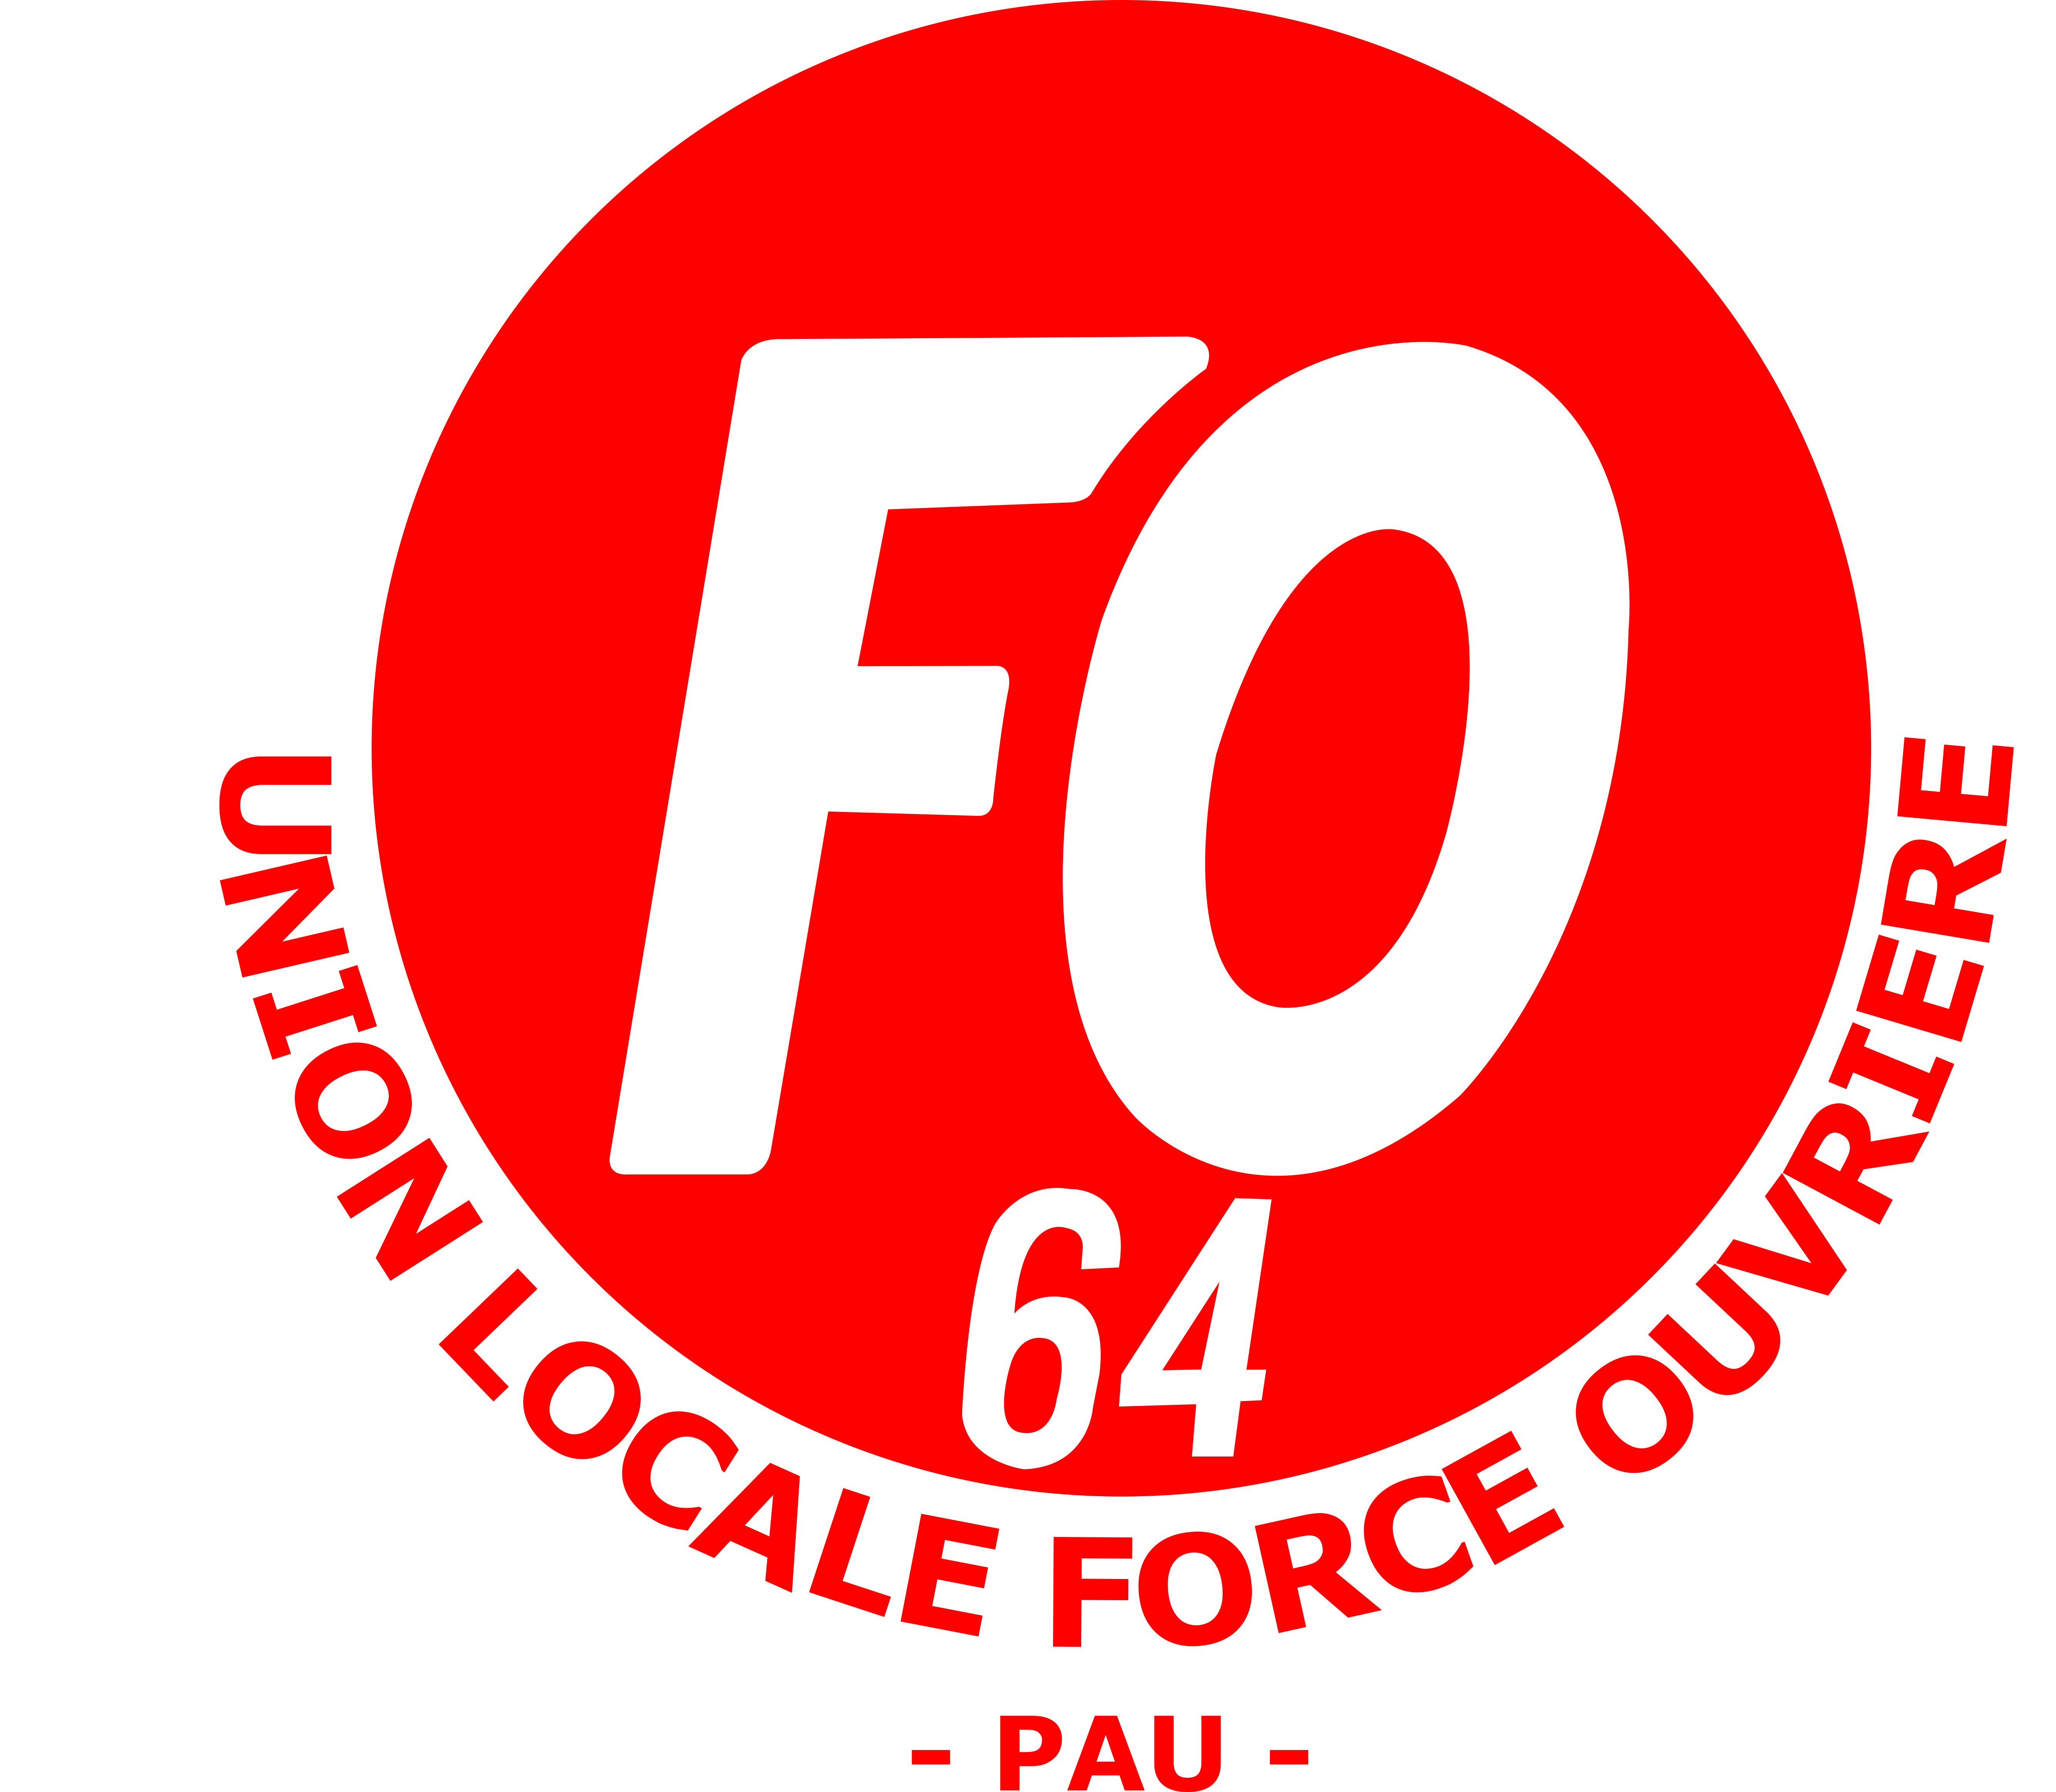 FO
64
UNION LOCALE FORCE OUVRIERE
- PAU -